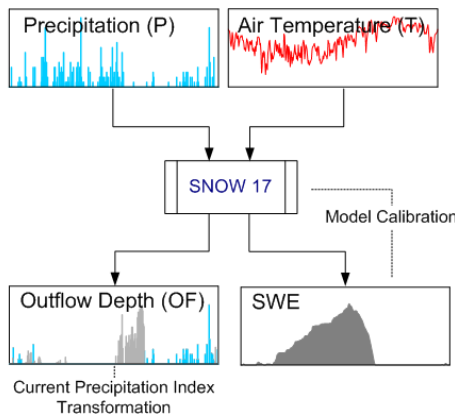 Precipitation (P)
Air Temperature (T)
SNOW 17
Model Calibration
Outflow Depth (OF)
SWE
Current Precipitation Index
Transformation